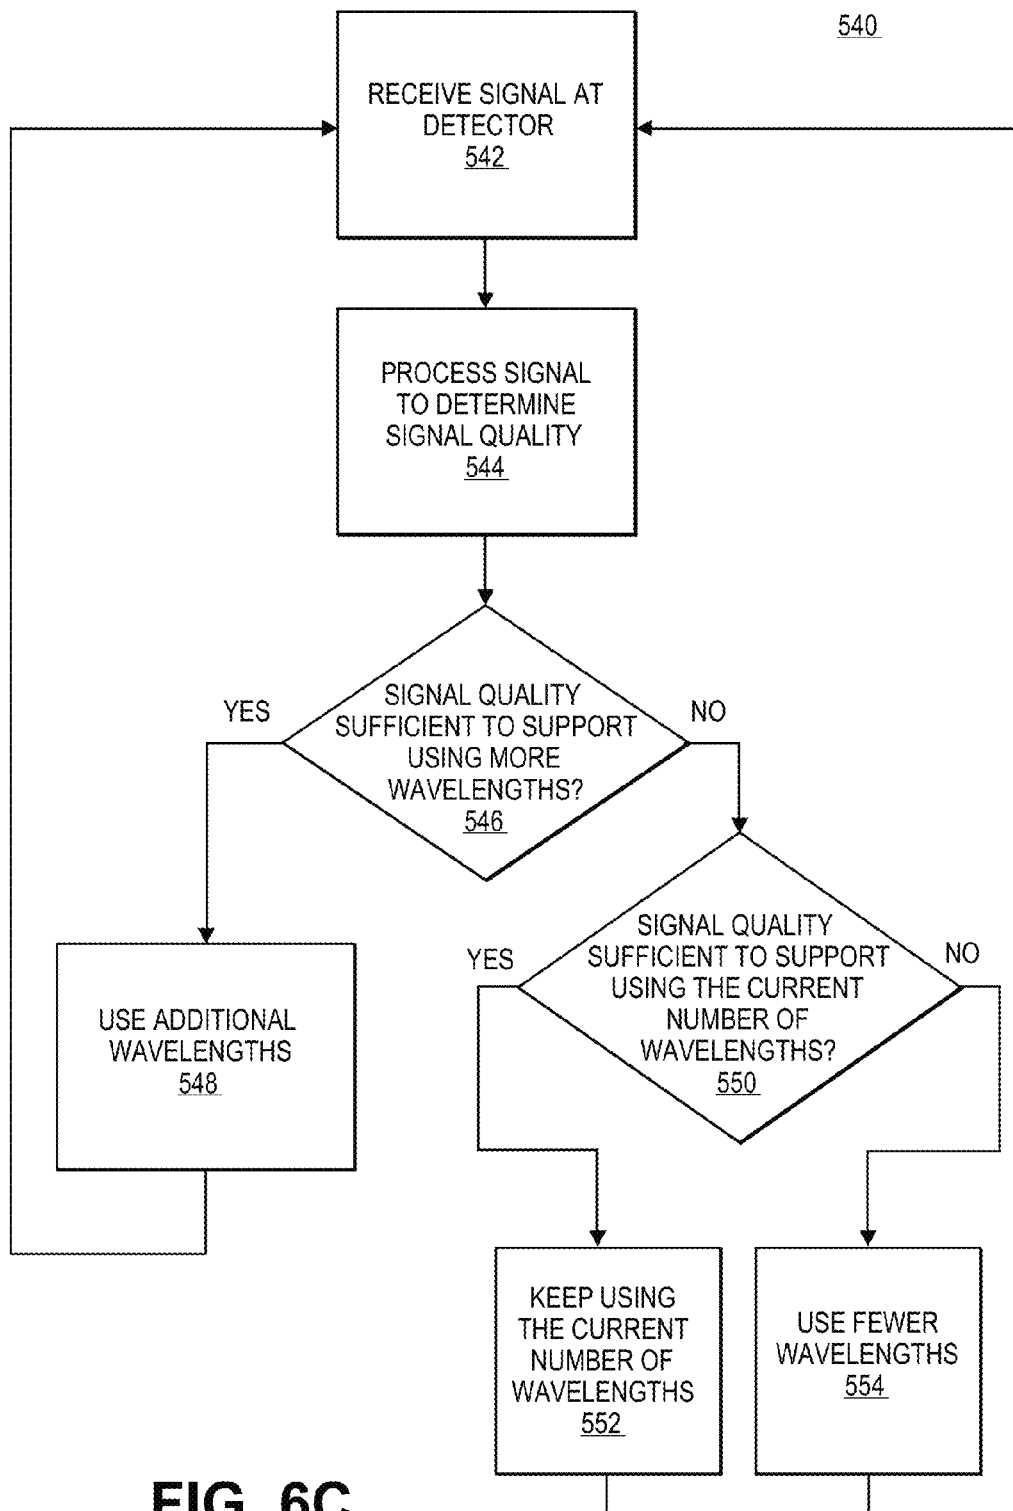 540
RECEIVE SIGNAL AT
DETECTOR
542
PROCESS SIGNAL
TO DETERMINE
SIGNAL QUALITY
544
YES
SIGNAL QUALITY
SUFFICIENT TO SUPPORT
USING MORE
WAVELENGTHS?
546
NO
YES
SIGNAL QUALITY
SUFFICIENT TO SUPPORT
USING THE CURRENT
NUMBER OF
WAVELENGTHS?
550
NO
USE ADDITIONAL
WAVELENGTHS
548
KEEP USING
THE CURRENT
NUMBER OF
WAVELENGTHS
552
USE FEWER
WAVELENGTHS
554
FIG. 6C